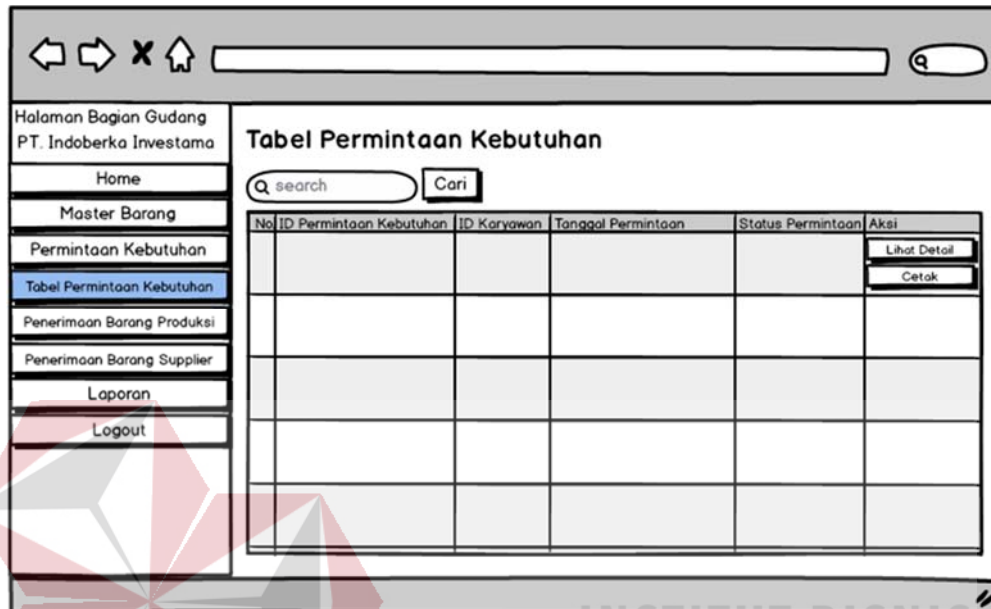 Halaman Bagian Gudang
PT. Indoberka Investama
Home
Master Barang
Permintaan Kebutuhan
Tabel Permintaan Kebutuhan
Penerimaan Barang Produksi
Penerimaan Barang Supplier
Laporan
Logout
Tabel Permintaan Kebutuhan
search
Cari
No ID Permintaan Kebutuhan ID Karyawan Tanggal Permintaan Status Permintaan Aksi
Lihat Detail
Cetak